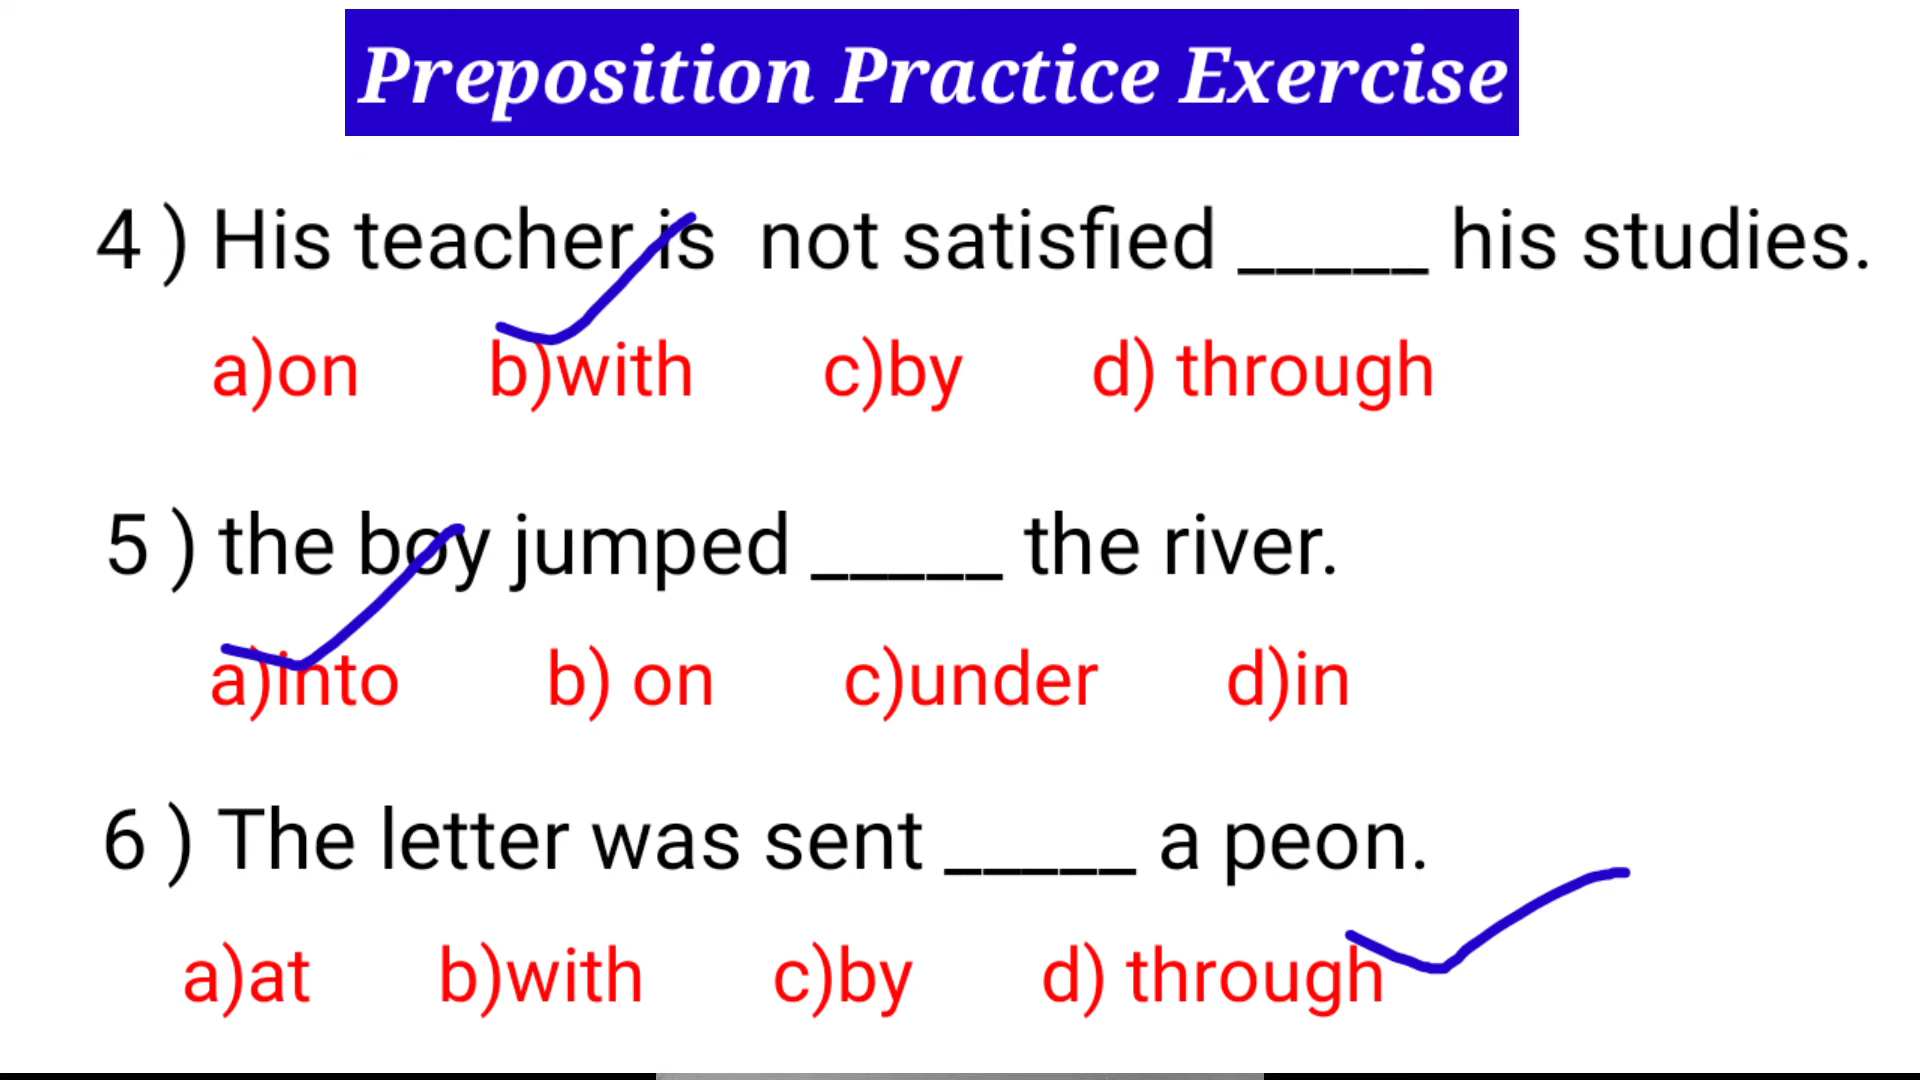 Preposition Practice Exercise
4 ) His teacher is not satisfied _____ his studies.
a)on b)with c)by d) through
5 ) the boy jumped _____ the river.
a)into b) on c)under d)in
6 ) The letter was sent _____ a peon.
a)at b)with c)by d) through